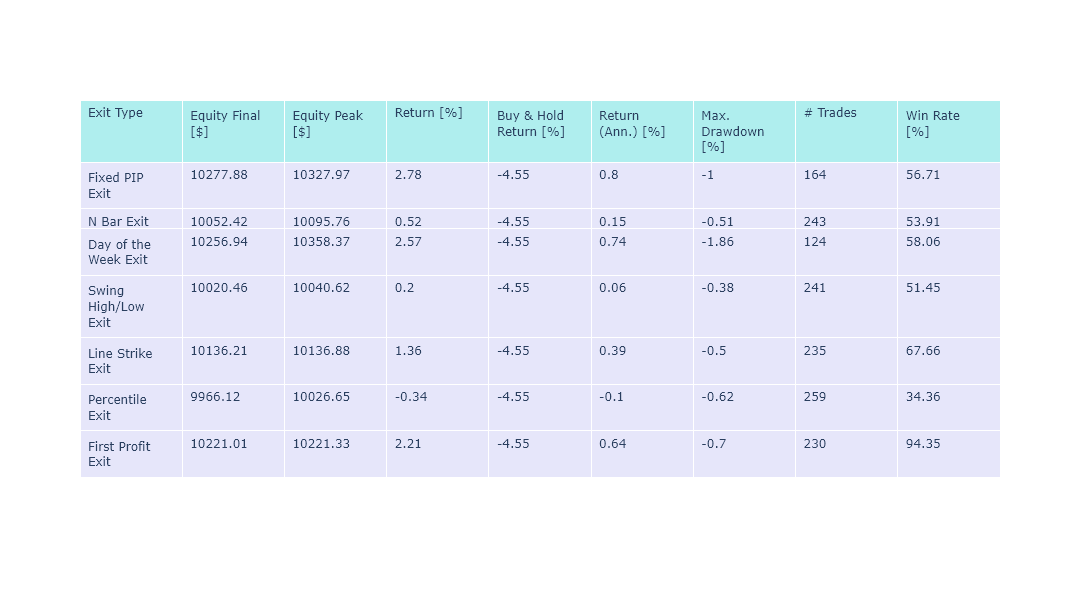 Exit Type Equity Final [$] Equity Peak [$] Return [%] Buy & Hold Return [%] Return (Ann.) [%] Max. Drawdown [%] # Trades Win Rate [%]
Fixed PIP Exit 10277.88 10327.97 2.78 -4.55 0.8 -1 164 56.71
N Bar Exit 10052.42 10095.76 0.52 -4.55 0.15 -0.51 243 53.91
Day of the Week Exit 10256.94 10358.37 2.57 -4.55 0.74 -1.86 124 58.06
Swing High/Low Exit 10020.46 10040.62 0.2 -4.55 0.06 -0.38 241 51.45
Line Strike Exit 10136.21 10136.88 1.36 -4.55 0.39 -0.5 235 67.66
Percentile Exit 9966.12 10026.65 -0.34 -4.55 -0.1 -0.62 259 34.36
First Profit Exit 10221.01 10221.33 2.21 -4.55 0.64 -0.7 230 94.35